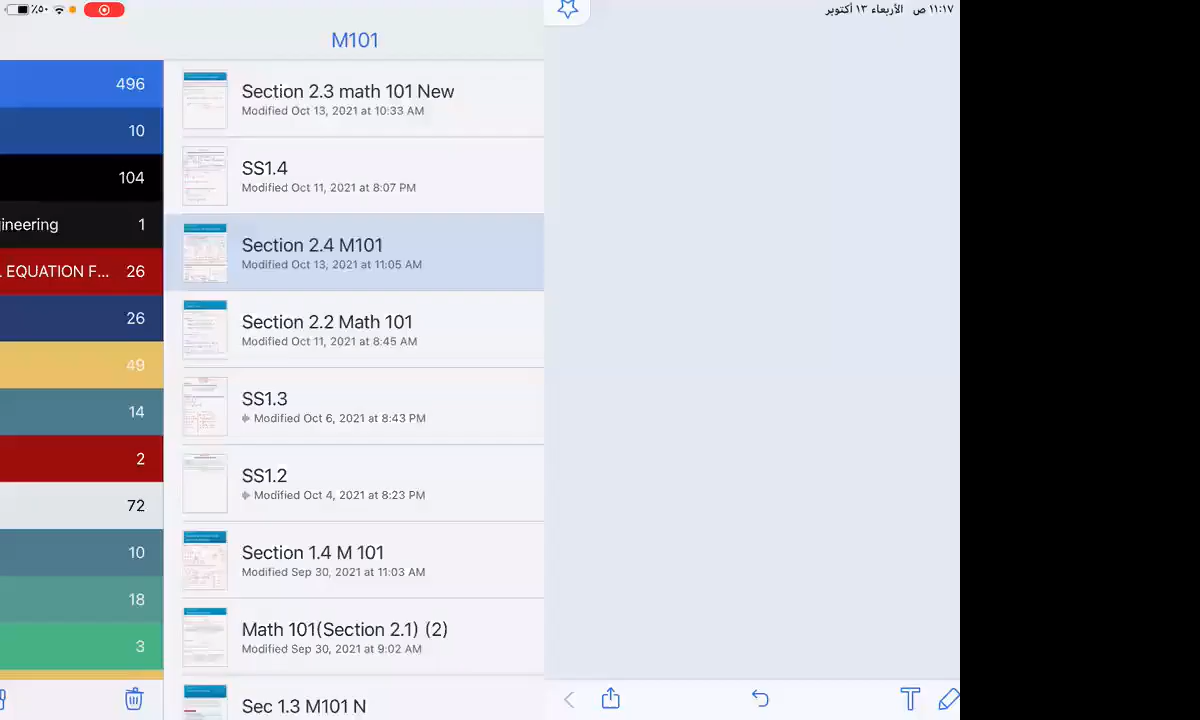 ٪٥٠
١١:١٧ ص الأربعاء ١٣ أكتوبر
M101
496
10
104
ineering 1
EQUATION F... 26
26
49
14
2
72
10
18
3
Section 2.3 math 101 New
Modified Oct 13, 2021 at 10:33 AM
SS1.4
Modified Oct 11, 2021 at 8:07 PM
Section 2.4 M101
Modified Oct 13, 2021 at 11:05 AM
Section 2.2 Math 101
Modified Oct 11, 2021 at 8:45 AM
SS1.3
Modified Oct 6, 2021 at 8:43 PM
SS1.2
Modified Oct 4, 2021 at 8:23 PM
Section 1.4 M 101
Modified Sep 30, 2021 at 11:03 AM
Math 101(Section 2.1) (2)
Modified Sep 30, 2021 at 9:02 AM
Sec 1.3 M101 N